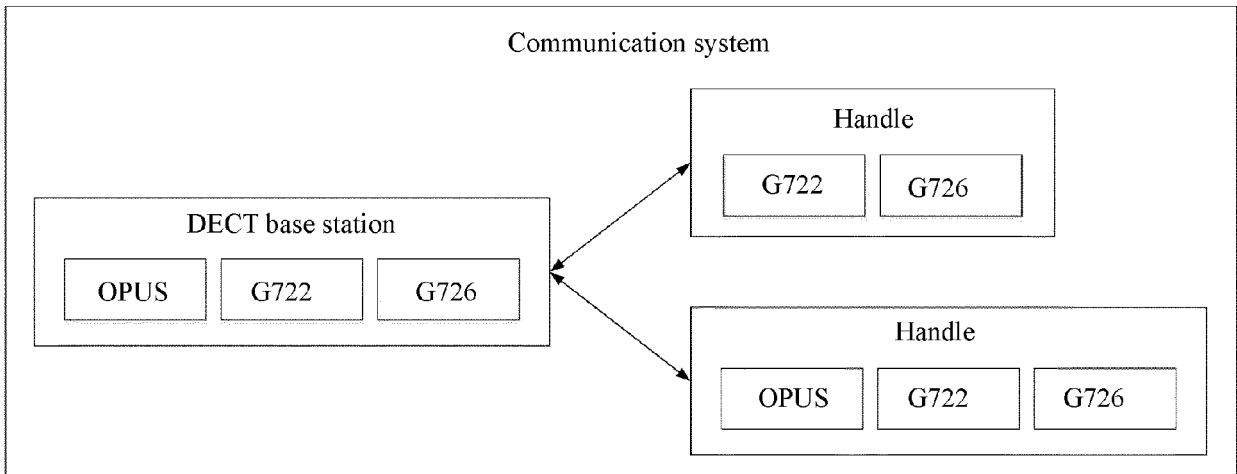 Communication system
Handle
G722
G726
DECT base station
OPUS
G722
G726
Handle
OPUS
G722
G726